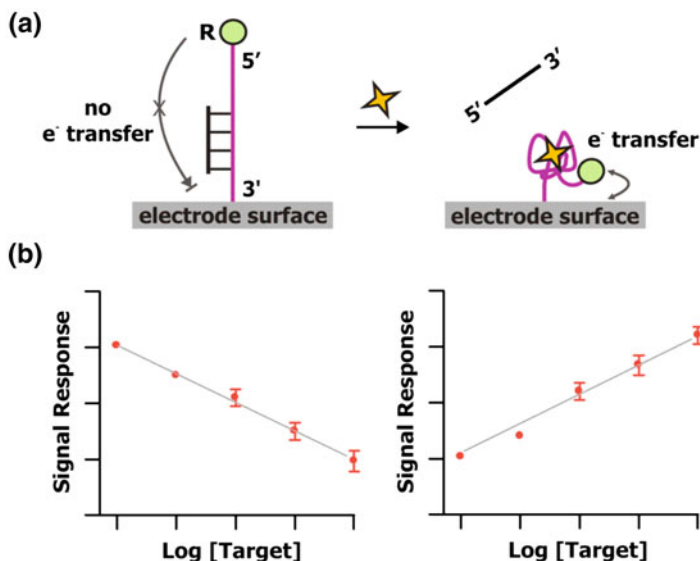 (a)
R
5′
no
e⁻ transfer
3′
electrode surface
5′
3′
e⁻ transfer
electrode surface
(b)
Signal Response
Log [Target]
Signal Response
Log [Target]